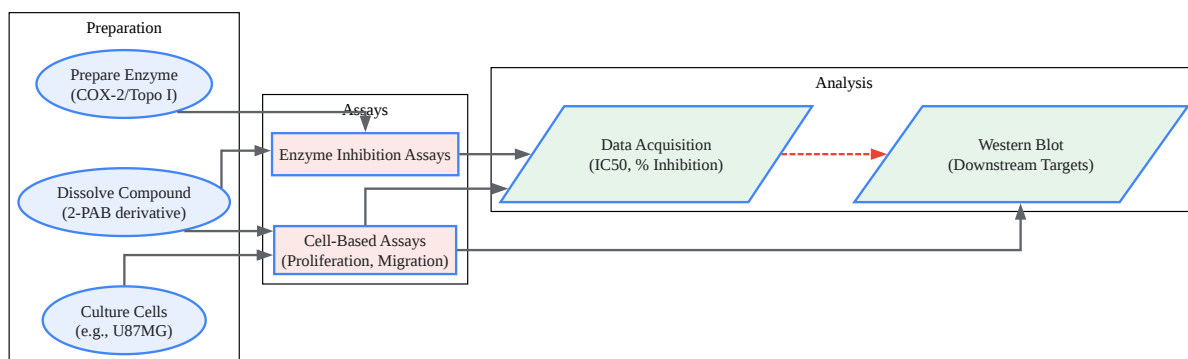 Preparation
Prepare Enzyme
(COX-2/Topo I)
Dissolve Compound
(2-PAB derivative)
Culture Cells
(e.g., U87MG)
Assays
Enzyme Inhibition Assays
Cell-Based Assays
(Proliferation, Migration)
Analysis
Data Acquisition
(IC50, % Inhibition)
Western Blot
(Downstream Targets)